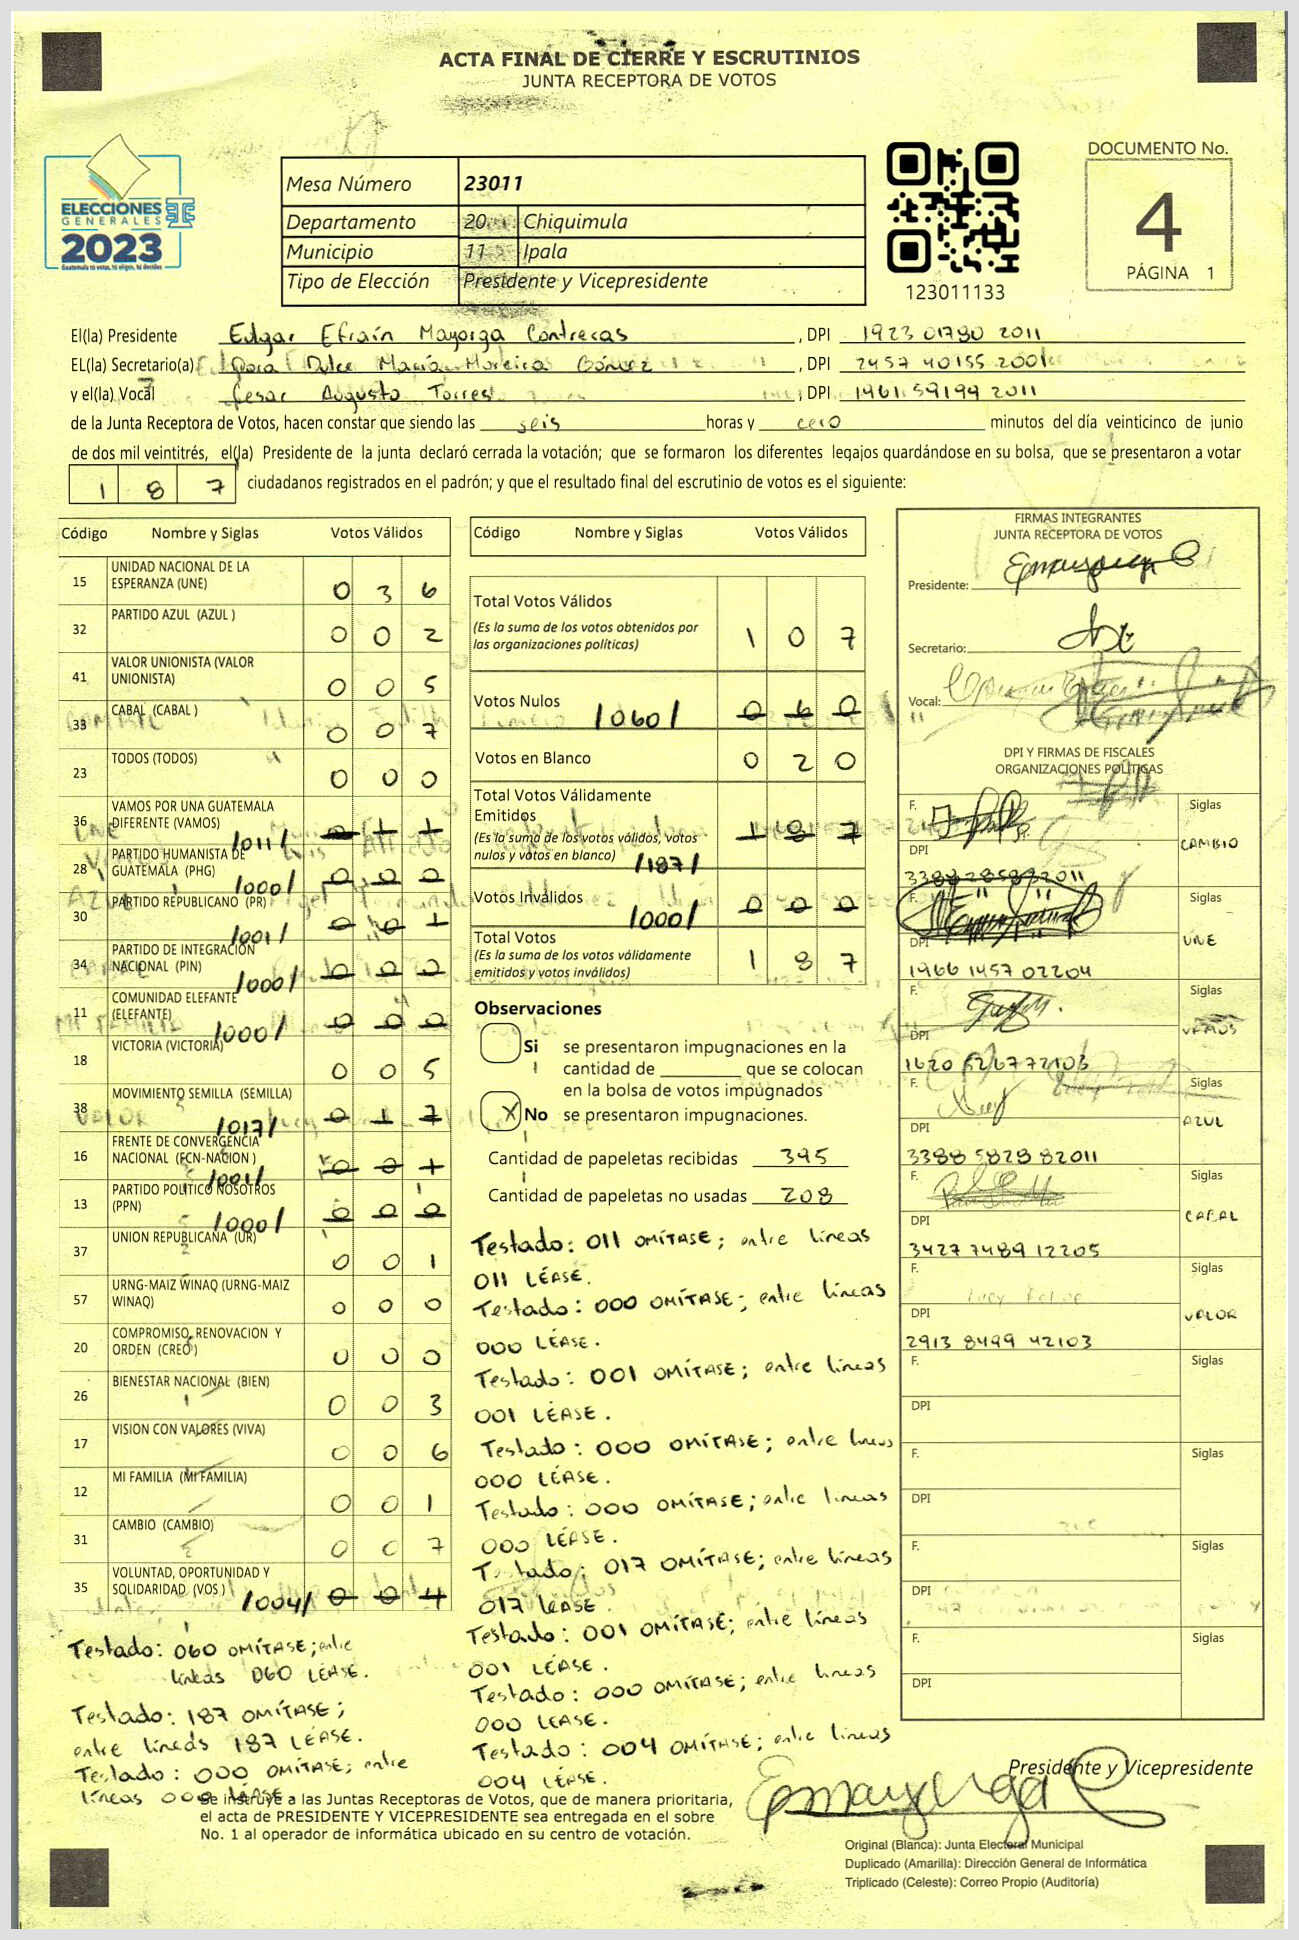 ACTA FINAL DE CIERRE Y ESCRUTINIOS
JUNTA RECEPTORA DE VOTOS
ELECCIONES
GENERALES
2023
Guatemala tú votas, tú eliges, tú decides
Mesa Número 23011
Departamento 20 Chiquimula
Municipio 11 Ipala
Tipo de Elección Presidente y Vicepresidente
123011133
DOCUMENTO No.
4
PÁGINA 1
El(la) Presidente Edgar Efraín Mayorga Contreras, DPI 1923 01780 2011
EL(la) Secretario(a) Dora Dulce María Moreira Gómez, DPI 2457 40155 2001
y el(la) Vocal Cesar Augusto Torres, DPI 1961 59199 2011
de la Junta Receptora de Votos, hacen constar que siendo las seis horas y cero minutos del día veinticinco de junio
de dos mil veintitrés, el(la) Presidente de la junta declaró cerrada la votación; que se formaron los diferentes legajos guardándose en su bolsa, que se presentaron a votar
1 8 7 ciudadanos registrados en el padrón; y que el resultado final del escrutinio de votos es el siguiente:
Código Nombre y Siglas Votos Válidos
15 UNIDAD NACIONAL DE LA
ESPERANZA (UNE) 0 3 6
32 PARTIDO AZUL (AZUL ) 0 0 2
41 VALOR UNIONISTA (VALOR
UNIONISTA) 0 0 5
33 CABAL (CABAL ) 0 0 7
23 TODOS (TODOS) 0 0 0
36 VAMOS POR UNA GUATEMALA
DIFERENTE (VAMOS) /011/ 0 1 1
28 PARTIDO HUMANISTA DE
GUATEMALA (PHG) /000/ 0 0 0
30 PARTIDO REPUBLICANO (PR) /001/ 0 0 1
34 PARTIDO DE INTEGRACIÓN
NACIONAL (PIN) /000/ 0 0 0
11 COMUNIDAD ELEFANTE
(ELEFANTE) /000/ 0 0 0
18 VICTORIA (VICTORIA) 0 0 5
38 MOVIMIENTO SEMILLA (SEMILLA) /017/ 0 1 7
16 FRENTE DE CONVERGENCIA
NACIONAL (FCN-NACION ) /001/ 0 0 1
13 PARTIDO POLITICO NOSOTROS
(PPN) /000/ 0 0 0
37 UNION REPUBLICANA (UR) 0 0 1
57 URNG-MAIZ WINAQ (URNG-MAIZ
WINAQ) 0 0 0
20 COMPROMISO, RENOVACION Y
ORDEN (CREO ) 0 0 0
26 BIENESTAR NACIONAL (BIEN) 0 0 3
17 VISION CON VALORES (VIVA) 0 0 6
12 MI FAMILIA (MI FAMILIA) 0 0 1
31 CAMBIO (CAMBIO) 0 0 7
35 VOLUNTAD, OPORTUNIDAD Y
SOLIDARIDAD (VOS ) /004/ 0 0 4
Testado: 060 OMÍTASE; entre
líneas 060 LÉASE.
Testado: 187 OMÍTASE;
entre líneas 187 LÉASE.
Testado: 000 OMÍTASE; entre
líneas 000 LÉASE
Código Nombre y Siglas Votos Válidos
Total Votos Válidos
(Es la suma de los votos obtenidos por
las organizaciones políticas) 1 0 7
Votos Nulos /060/ 0 6 0
Votos en Blanco 0 2 0
Total Votos Válidamente
Emitidos
(Es la suma de los votos válidos, votos
nulos y votos en blanco) /187/ 1 8 7
Votos Inválidos /000/ 0 0 0
Total Votos
(Es la suma de los votos válidamente
emitidos y votos inválidos) 1 8 7
Observaciones
Si se presentaron impugnaciones en la
cantidad de ________ que se colocan
en la bolsa de votos impugnados
X No se presentaron impugnaciones.
Cantidad de papeletas recibidas 395
Cantidad de papeletas no usadas 208
Testado: 011 OMÍTASE; entre líneas
011 LÉASE.
Testado: 000 OMÍTASE; entre líneas
000 LÉASE.
Testado: 001 OMÍTASE; entre líneas
001 LÉASE.
Testado: 000 OMÍTASE; entre líneas
000 LÉASE.
Testado: 000 OMÍTASE; entre líneas
000 LÉASE.
Testado: 017 OMÍTASE; entre líneas
017 LÉASE.
Testado: 001 OMÍTASE; entre líneas
001 LÉASE.
Testado: 000 OMÍTASE; entre líneas
000 LÉASE.
Testado: 004 OMÍTASE; entre líneas
004 LÉASE.
FIRMAS INTEGRANTES
JUNTA RECEPTORA DE VOTOS
Presidente:
Secretario:
Vocal:
DPI Y FIRMAS DE FISCALES
ORGANIZACIONES POLÍTICAS
F. Siglas
CAMBIO
DPI
3388 28583 2011
F. Siglas
UNE
DPI
1966 1457 02204
F. Siglas
VAMOS
DPI
1620 52677 2103
F. Siglas
AZUL
DPI
3388 5828 82011
F. Siglas
CABAL
DPI
3427 7489 12205
F. Siglas
VALOR
DPI
2913 8499 42103
F. Siglas
DPI
F. Siglas
DPI
F. Siglas
DPI
F. Siglas
DPI
Se instruye a las Juntas Receptoras de Votos, que de manera prioritaria,
el acta de PRESIDENTE Y VICEPRESIDENTE sea entregada en el sobre
No. 1 al operador de informática ubicado en su centro de votación.
Presidente y Vicepresidente
Original (Blanca): Junta Electoral Municipal
Duplicado (Amarilla): Dirección General de Informática
Triplicado (Celeste): Correo Propio (Auditoría)